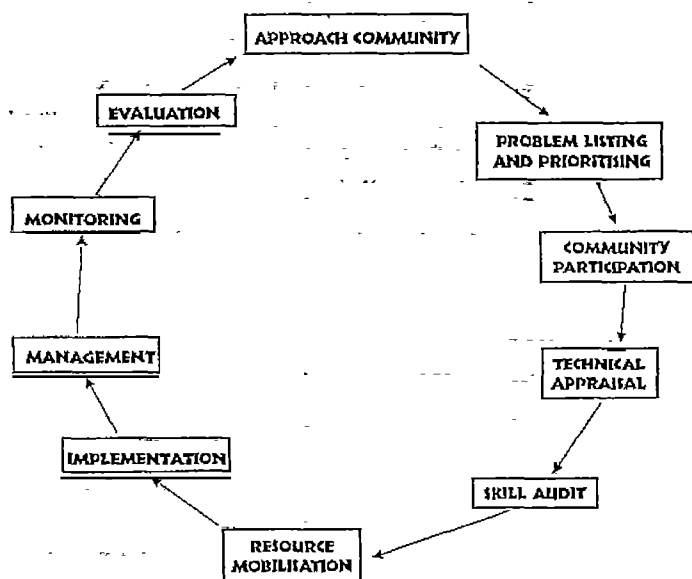 APPROACH COMMUNITY
PROBLEM LISTING
AND PRIORITISING
COMMUNITY
PARTICIPATION
TECHNICAL
APPRAISAL
SKILL AUDIT
RESOURCE
MOBILISATION
IMPLEMENTATION
MANAGEMENT
MONITORING
EVALUATION